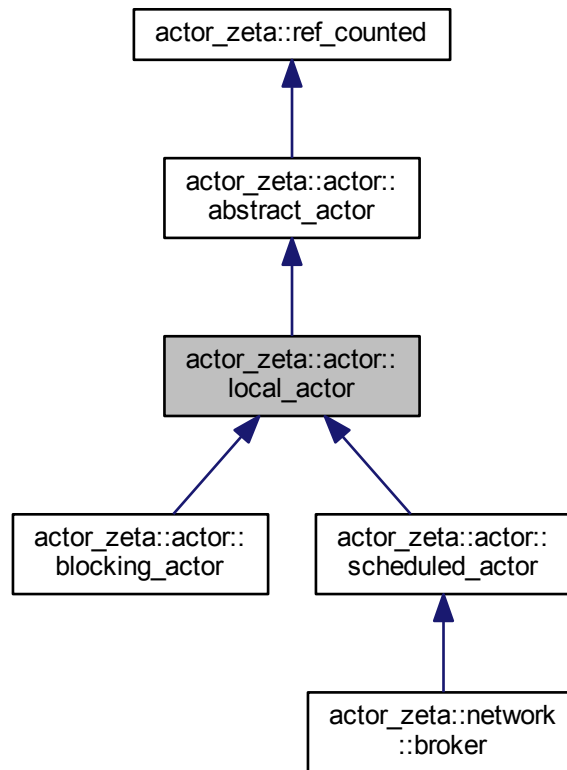 actor_zeta::ref_counted
actor_zeta::actor::
abstract_actor
actor_zeta::actor::
local_actor
actor_zeta::actor::
blocking_actor
actor_zeta::actor::
scheduled_actor
actor_zeta::network
::broker